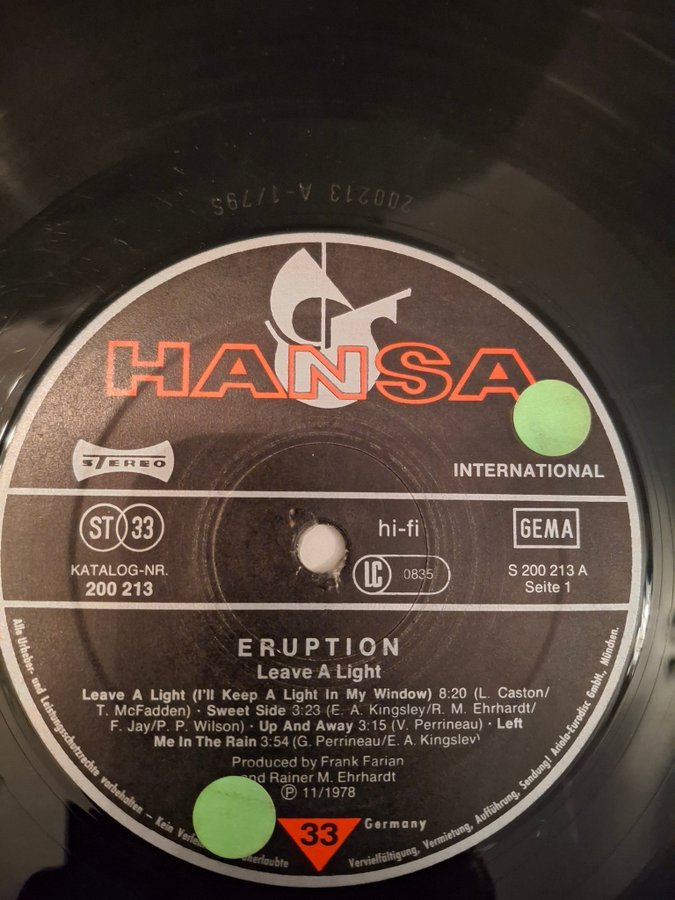 200213 A-1/79S
HANSA
STEREO
INTERNATIONAL
ST 33
hi-fi
GEMA
KATALOG-NR.
200 213
LC 0835
S 200 213 A
Seite 1
ERUPTION
Leave A Light
Leave A Light (I'll Keep A Light In My Window) 8:20 (L. Caston/
T. McFadden) · Sweet Side 3:23 (E. A. Kingsley/R. M. Ehrhardt/
F. Jay/P. P. Wilson) · Up And Away 3:15 (V. Perrineau) · Left
Me In The Rain 3:54 (G. Perrineau/E. A. Kingsley)
Produced by Frank Farian
and Rainer M. Ehrhardt
℗ 11/1978
33
Germany
Alle Urheber- und Leistungsschutzrechte vorbehalten - Kein Verleih! unerlaubte Vervielfältigung, Vermietung, Aufführung, Sendung! Ariola-Eurodisc GmbH., München.